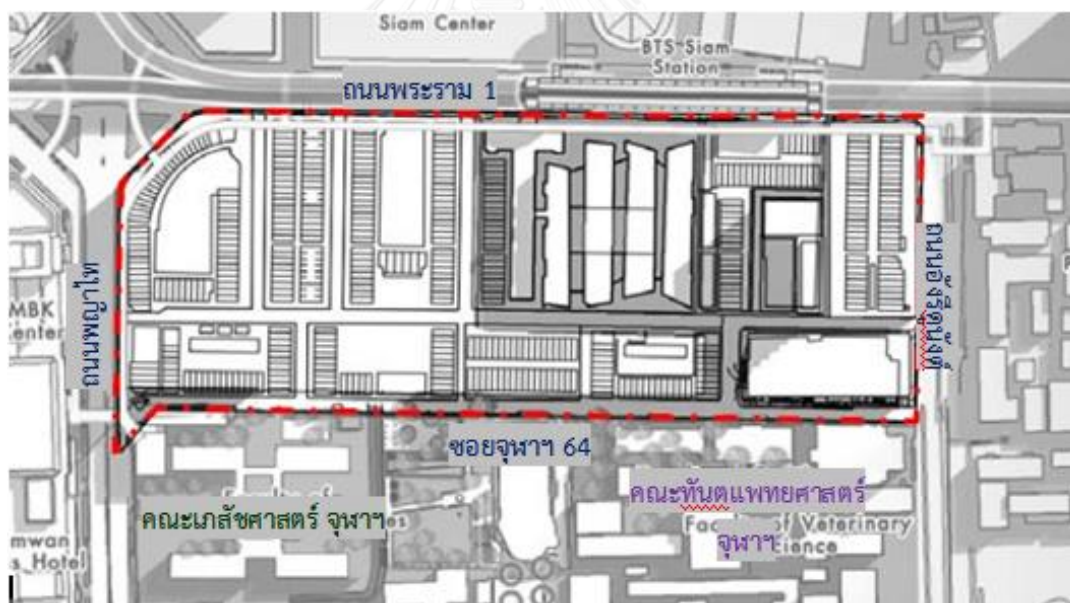 Siam Center
BTS Siam
Station
ถนนพระราม 1
ถนนอังรีดูนังต์
MBK
Center
ถนนพญาไท
ซอยจุฬาฯ 64
คณะทันตแพทยศาสตร์
จุฬาฯ
คณะเภสัชศาสตร์ จุฬาฯ
of Veterinary